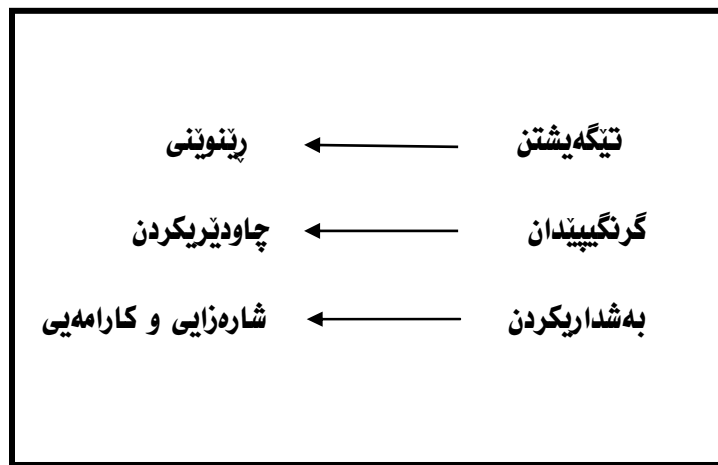 تێگەیشتن ڕێنوێنی
گرنگیپێدان چاودێریکردن
بەشداریکردن شارەزایی و کارامەیی